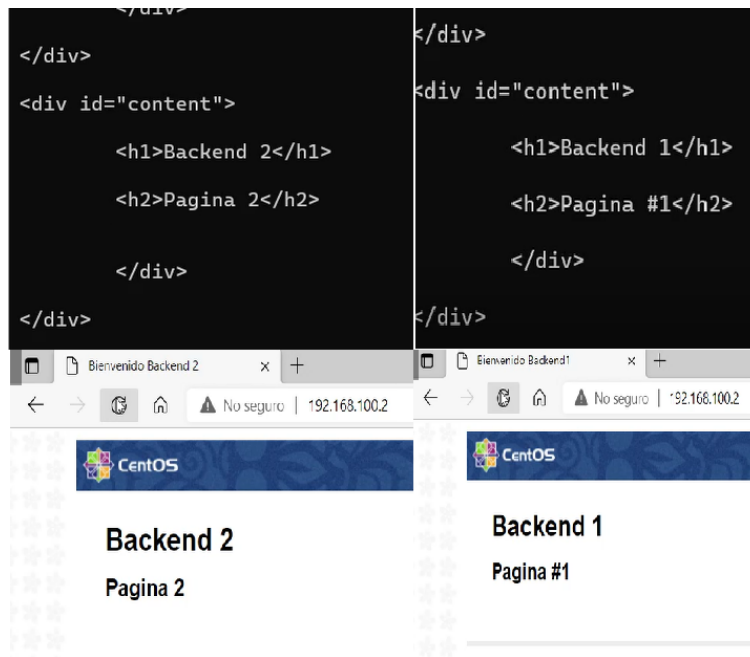 </div>
</div>
<div id="content">
<h1>Backend 2</h1>
<h2>Pagina 2</h2>
</div>
</div>
</div>
<div id="content">
<h1>Backend 1</h1>
<h2>Pagina #1</h2>
</div>
</div>
Bienvenido Backend 2
No seguro | 192.168.100.2
CentOS
Backend 2
Pagina 2
Bienvenido Backend1
No seguro | 192.168.100.2
CentOS
Backend 1
Pagina #1